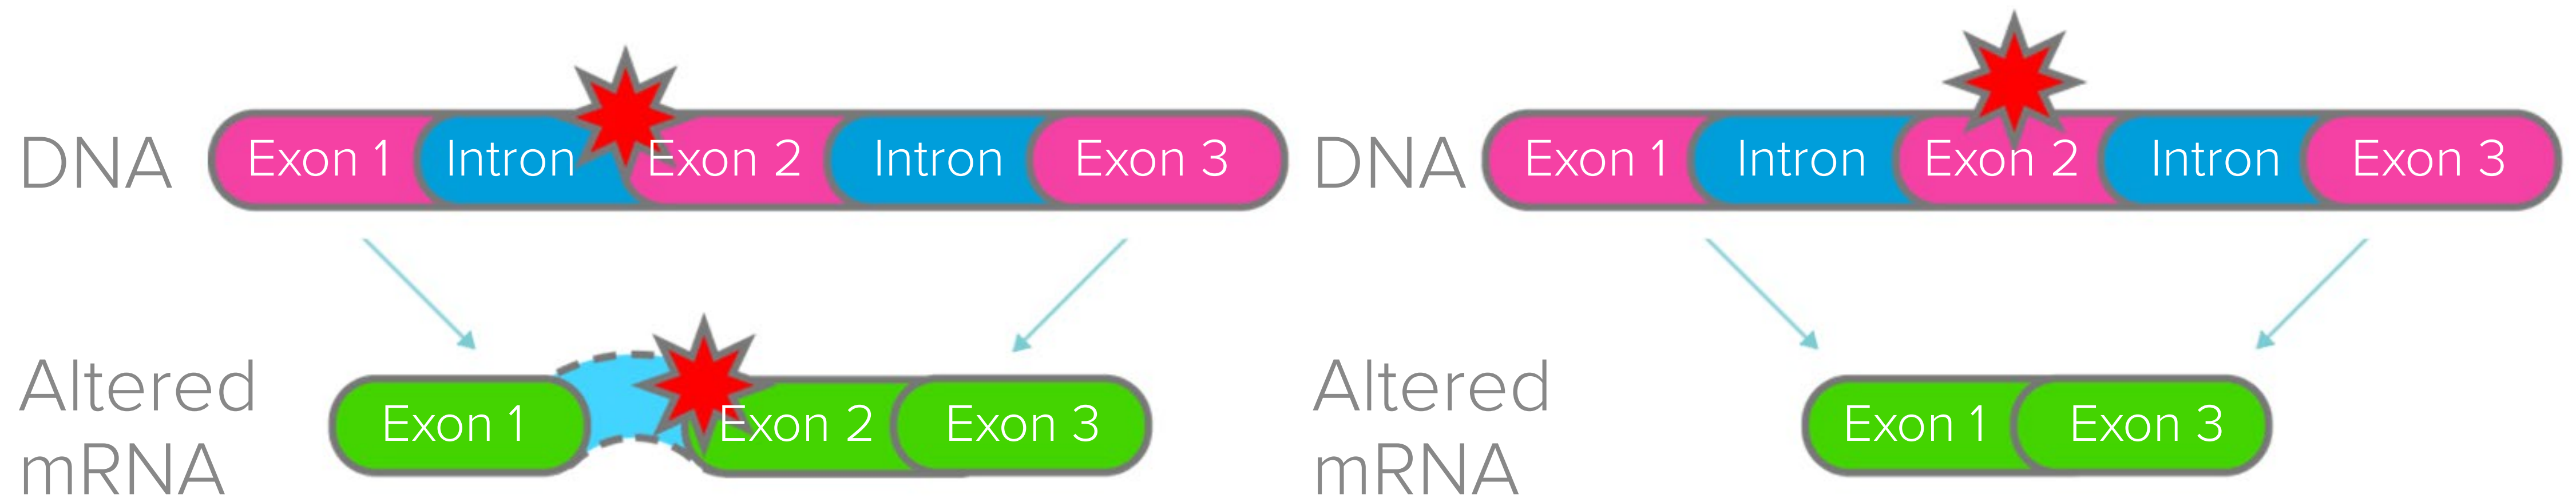 DNA Exon 1 Intron Exon 2 Intron Exon 3
Altered
mRNA
Exon 1 Exon 2 Exon 3
DNA Exon 1 Intron Exon 2 Intron Exon 3
Altered
mRNA
Exon 1 Exon 3